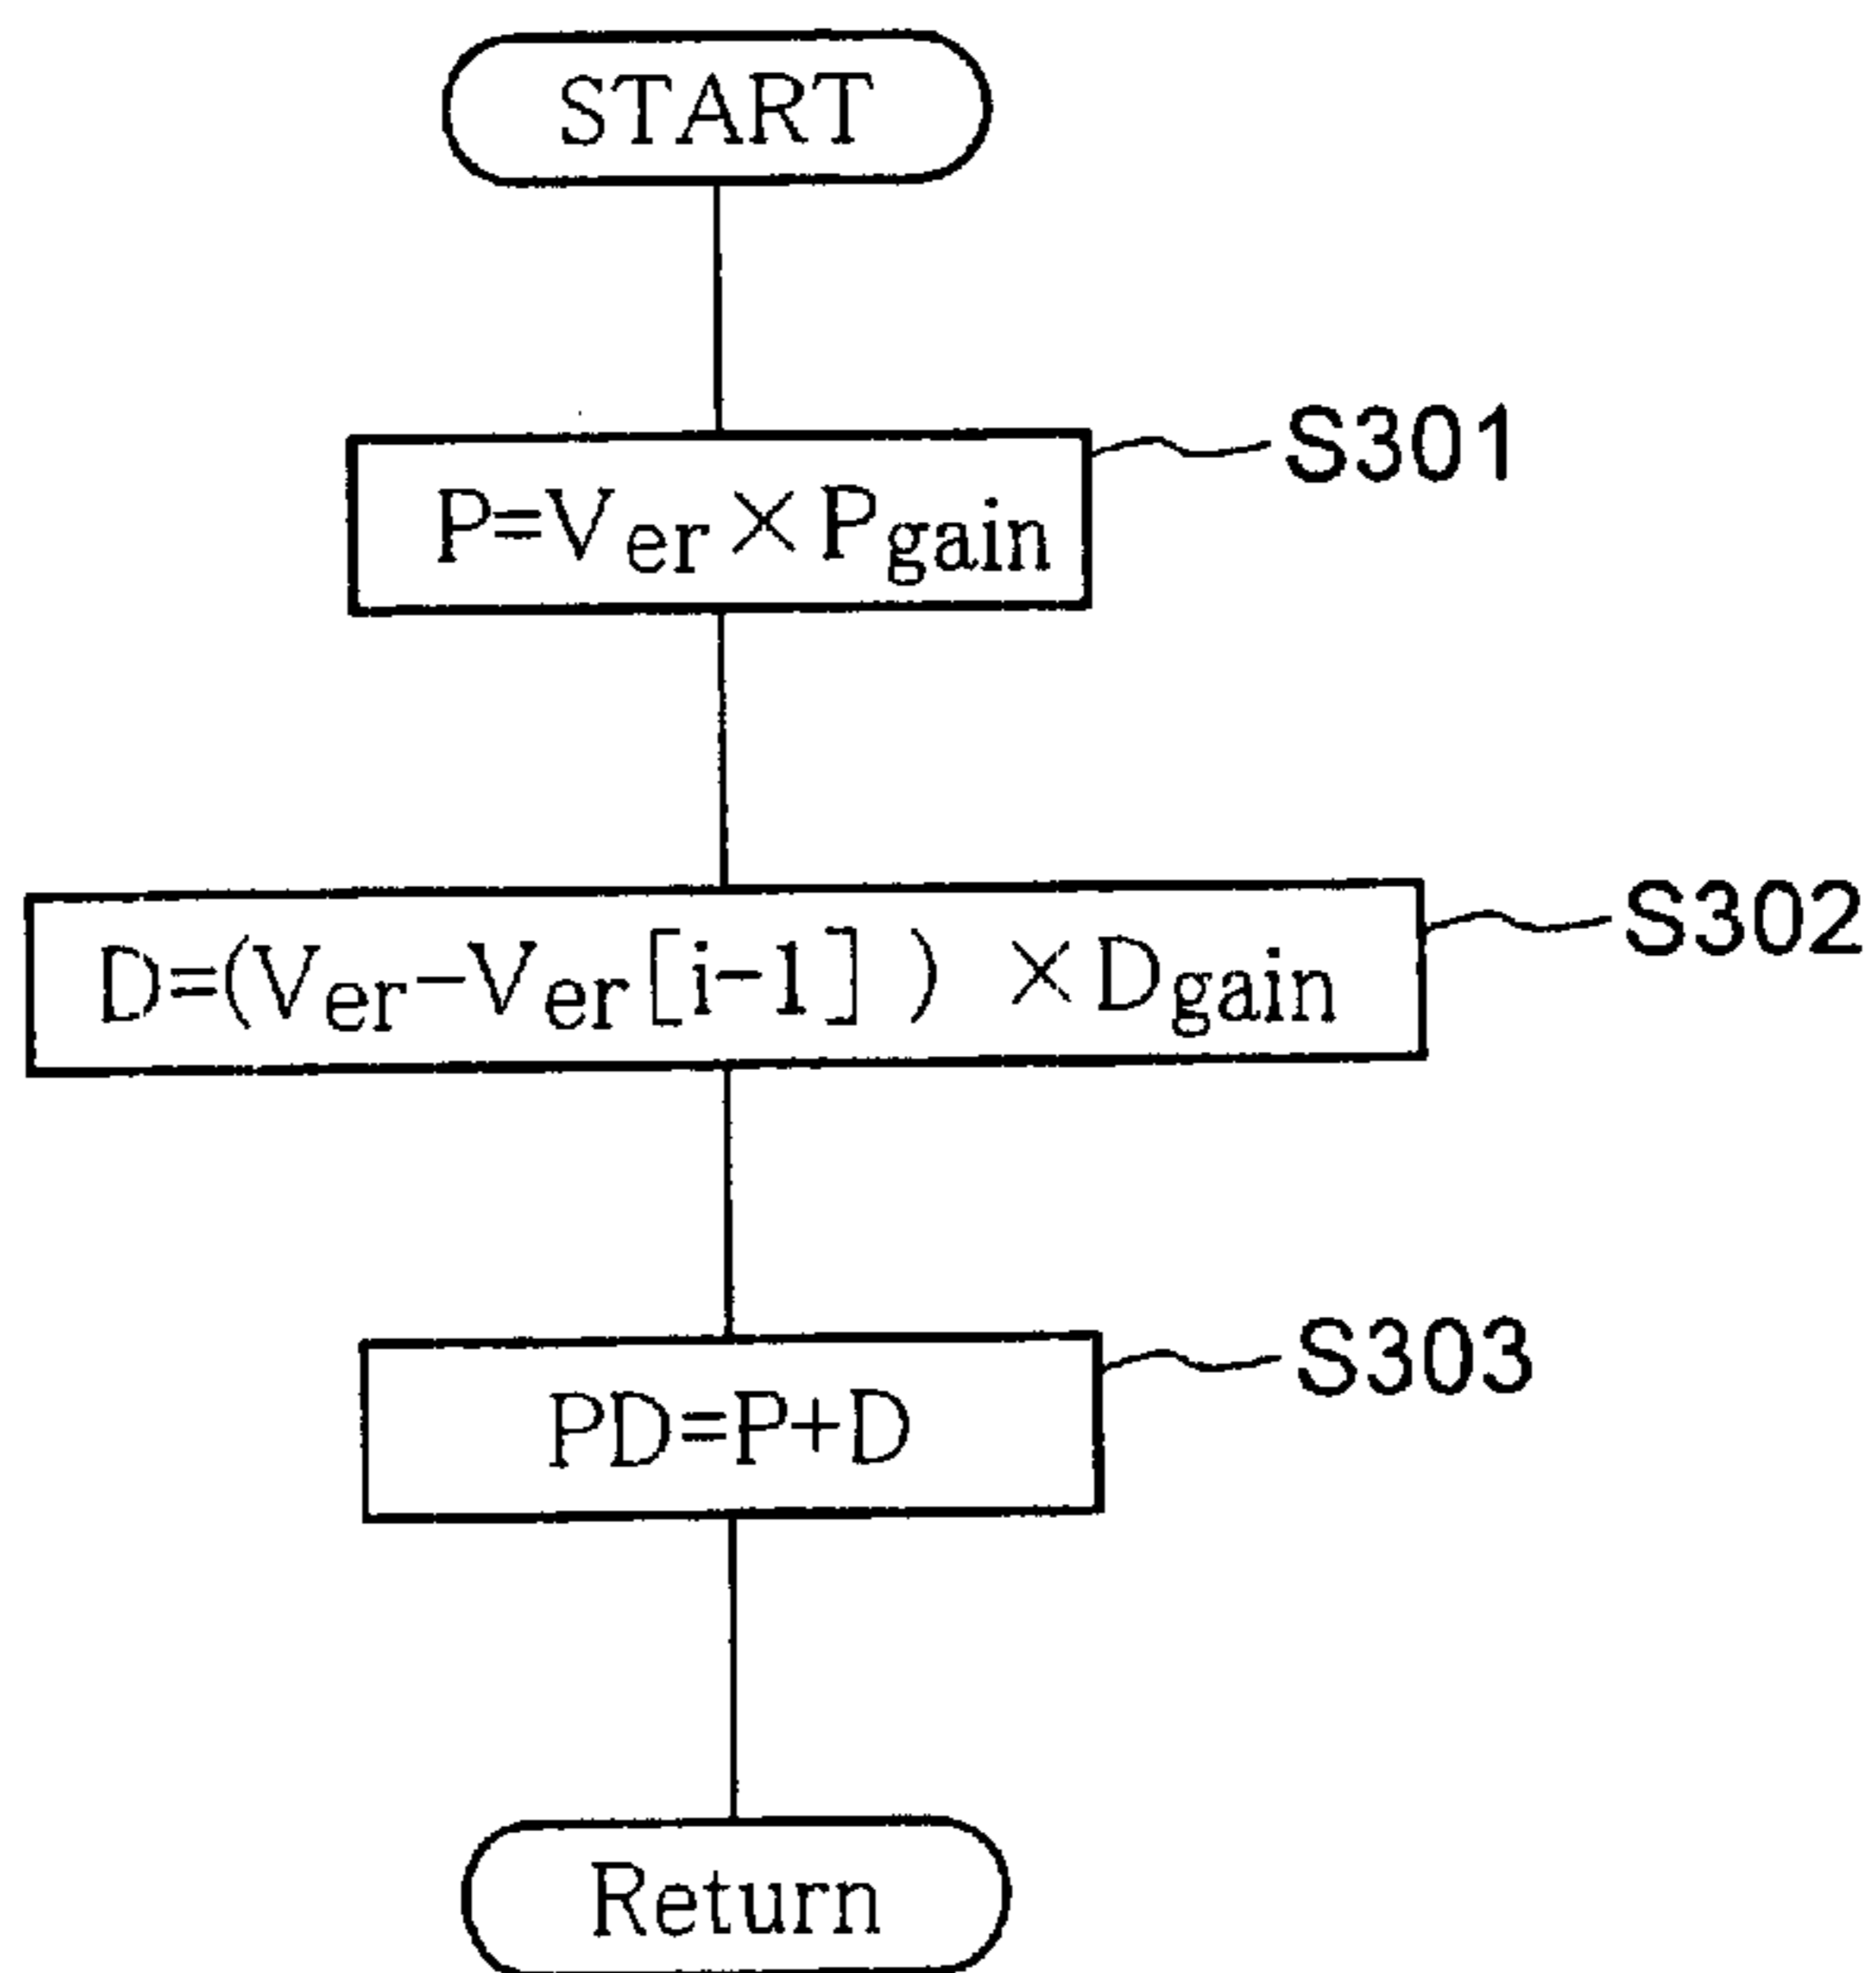 START
P=Ver×Pgain
S301
D=(Ver−Ver[i-1])×Dgain
S302
PD=P+D
S303
Return